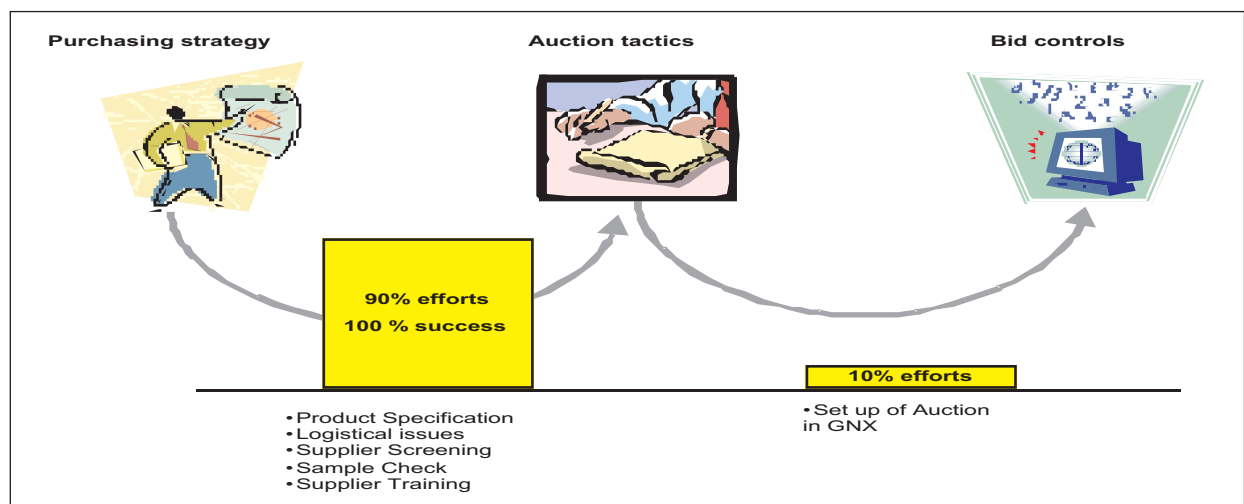 Purchasing strategy
Auction tactics
Bid controls
90% efforts
100 % success
10% efforts
•Product Specification
•Logistical issues
•Supplier Screening
•Sample Check
•Supplier Training
•Set up of Auction
in GNX